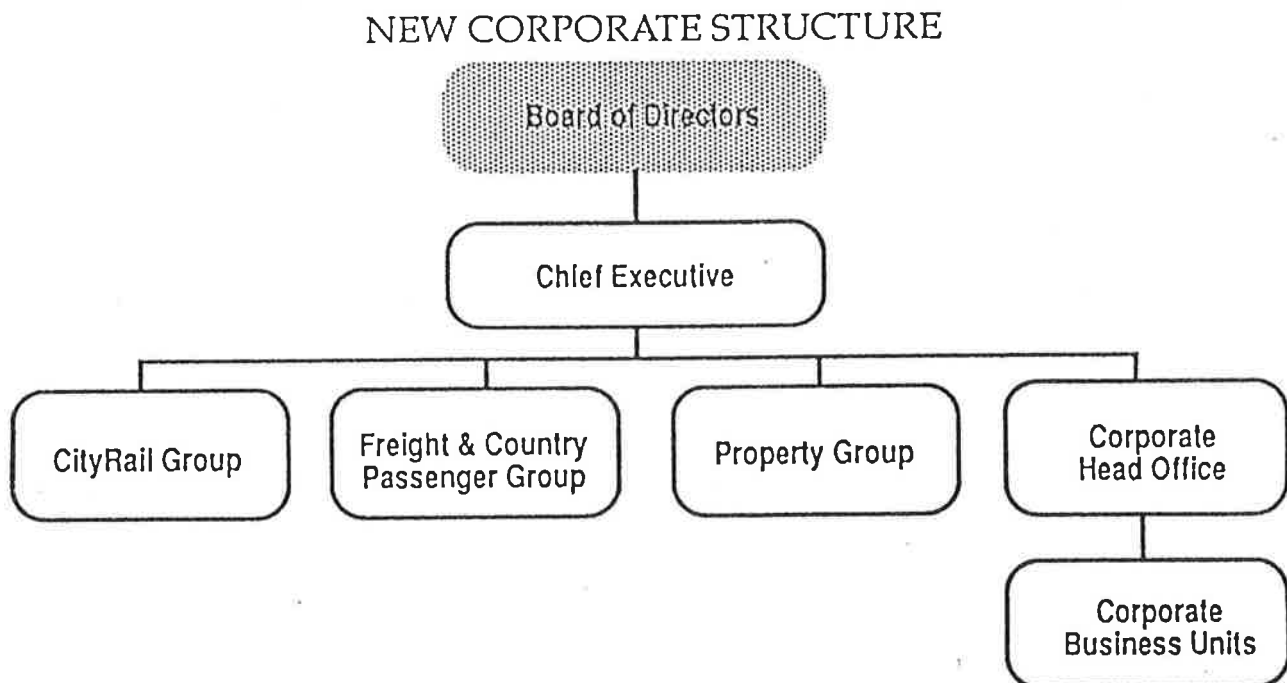 NEW CORPORATE STRUCTURE
Board of Directors
Chief Executive
CityRail Group
Freight & Country
Passenger Group
Property Group
Corporate
Head Office
Corporate
Business Units